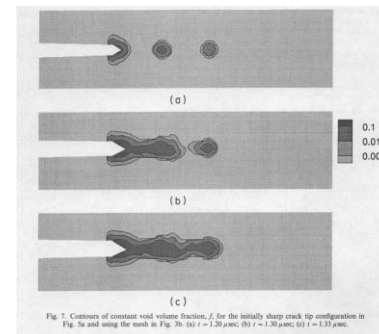 (a)
0.1
0.01
0.00
(b)
(c)
Fig. 7. Contours of constant void volume fraction, f, for the initially sharp crack tip configuration in
Fig. 5a and using the mesh in Fig. 3b. (a) t = 1.20 μsec; (b) t = 1.30 μsec; (c) t = 1.33 μsec.